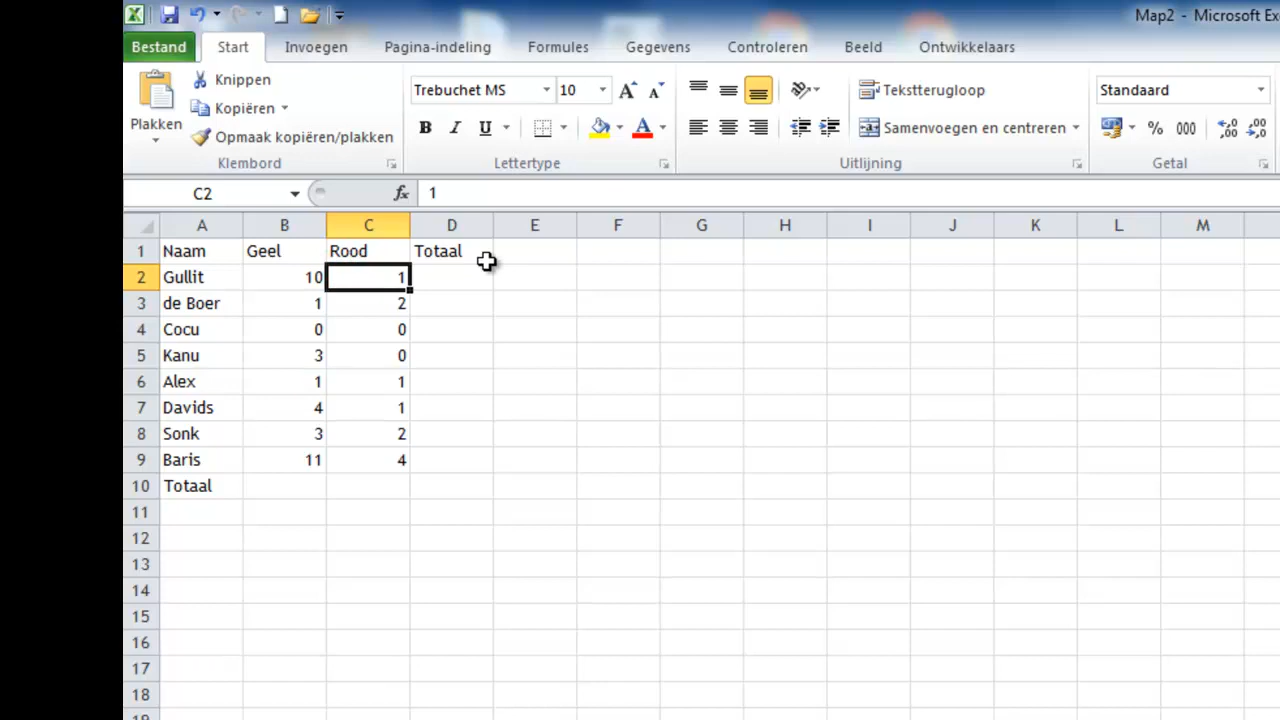 Map2 - Microsoft Ex
Bestand Start Invoegen Pagina-indeling Formules Gegevens Controleren Beeld Ontwikkelaars
Plakken
Knippen
Kopiëren
Opmaak kopiëren/plakken
Klembord
Trebuchet MS 10
B I U A
Lettertype
Tekstterugloop
Samenvoegen en centreren
Uitlijning
Standaard
% 000 ,00 ,00
Getal
C2 fx 1
A B C D E F G H I J K L M
1 Naam Geel Rood Totaal
2 Gullit 10 1
3 de Boer 1 2
4 Cocu 0 0
5 Kanu 3 0
6 Alex 1 1
7 Davids 4 1
8 Sonk 3 2
9 Baris 11 4
10 Totaal
11
12
13
14
15
16
17
18